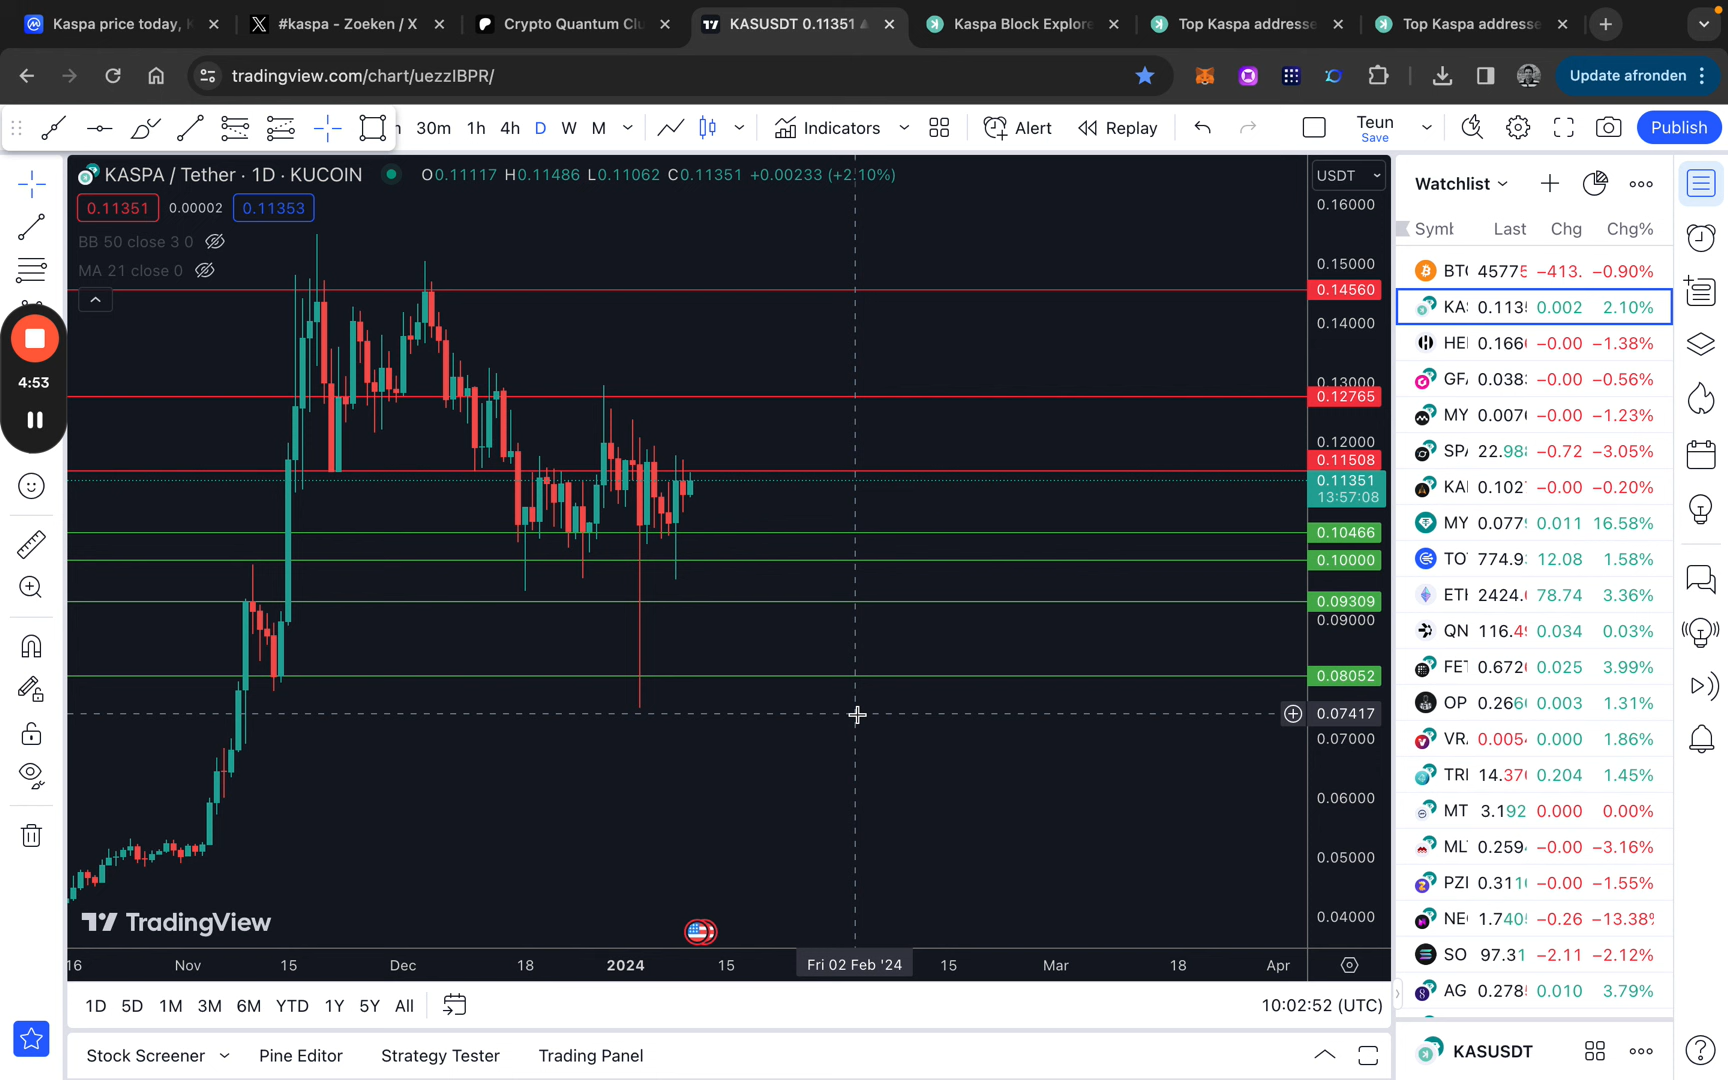 Kaspa price today, K
#kaspa - Zoeken / X
Crypto Quantum Clu
KASUSDT 0.11351
Kaspa Block Explore
Top Kaspa addresse
Top Kaspa addresse
tradingview.com/chart/uezzIBPR/
Update afronden
30m 1h 4h D W M
Indicators
Alert
Replay
Teun
Save
Publish
KASPA / Tether · 1D · KUCOIN
O0.11117 H0.11486 L0.11062 C0.11351 +0.00233 (+2.10%)
0.11351 0.00002 0.11353
BB 50 close 3 0
MA 21 close 0
USDT
0.16000
0.15000
0.14560
0.14000
0.13000
0.12765
0.12000
0.11508
0.11351
13:57:08
0.10466
0.10000
0.09309
0.09000
0.08052
0.07417
0.07000
0.06000
0.05000
0.04000
4:53
TradingView
16 Nov 15 Dec 18 2024 15 Fri 02 Feb '24 15 Mar 18 Apr
1D 5D 1M 3M 6M YTD 1Y 5Y All
10:02:52 (UTC)
Stock Screener
Pine Editor
Strategy Tester
Trading Panel
Watchlist
Symb Last Chg Chg%
BTC 45775 −413. −0.90%
KAS 0.1135 0.002 2.10%
HE 0.166 −0.00 −1.38%
GF 0.038 −0.00 −0.56%
MY 0.007 −0.00 −1.23%
SP 22.98 −0.72 −3.05%
KA 0.102 −0.00 −0.20%
MY 0.077 0.011 16.58%
TO 774.9 12.08 1.58%
ETH 2424. 78.74 3.36%
QN 116.4 0.034 0.03%
FET 0.672 0.025 3.99%
OP 0.266 0.003 1.31%
VR 0.005 0.000 1.86%
TR 14.37 0.204 1.45%
MT 3.192 0.000 0.00%
ML 0.259 −0.00 −3.16%
PZ 0.311 −0.00 −1.55%
NE 1.740 −0.26 −13.38%
SO 97.31 −2.11 −2.12%
AG 0.278 0.010 3.79%
KASUSDT